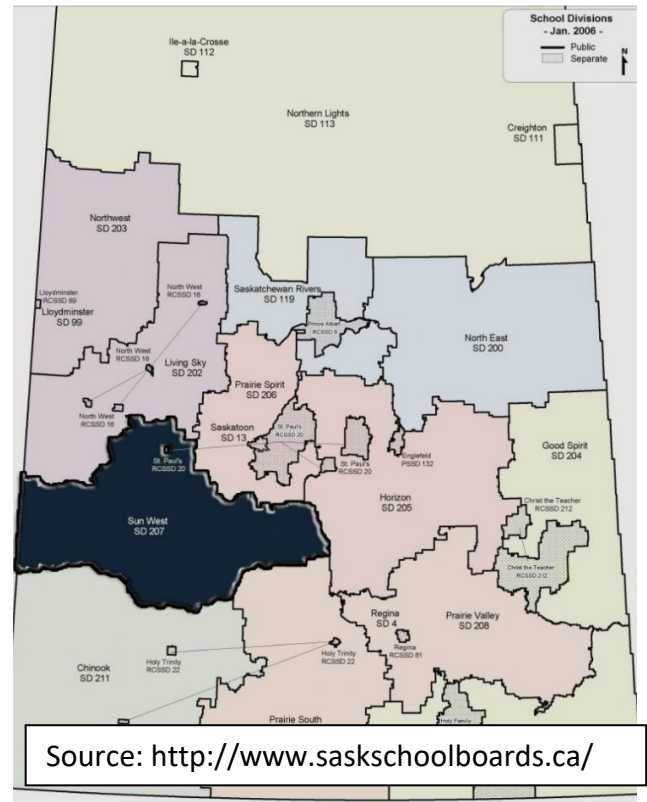 School Divisions
- Jan. 2006 -
Public
Separate
N
Ile-a-la-Crosse
SD 112
Northern Lights
SD 113
Creighton
SD 111
Northwest
SD 203
Lloydminster
RCSSD 89
Lloydminster
SD 99
North West
RCSSD 16
Saskatchewan Rivers
SD 119
Prince Albert
RCSSD 6
North East
SD 200
North West
RCSSD 16
Living Sky
SD 202
North West
RCSSD 16
Prairie Spirit
SD 206
Saskatoon
SD 13
St. Paul's
RCSSD 20
St. Paul's
RCSSD 20
St. Paul's
RCSSD 20
Englefeld
PSSD 132
Good Spirit
SD 204
Horizon
SD 205
Christ the Teacher
RCSSD 212
Christ the Teacher
RCSSD 212
Sun West
SD 207
Chinook
SD 211
Holy Trinity
RCSSD 22
Holy Trinity
RCSSD 22
Regina
SD 4
Regina
RCSSD 81
Prairie Valley
SD 208
Prairie South
Holy Family
Source: http://www.saskschoolboards.ca/